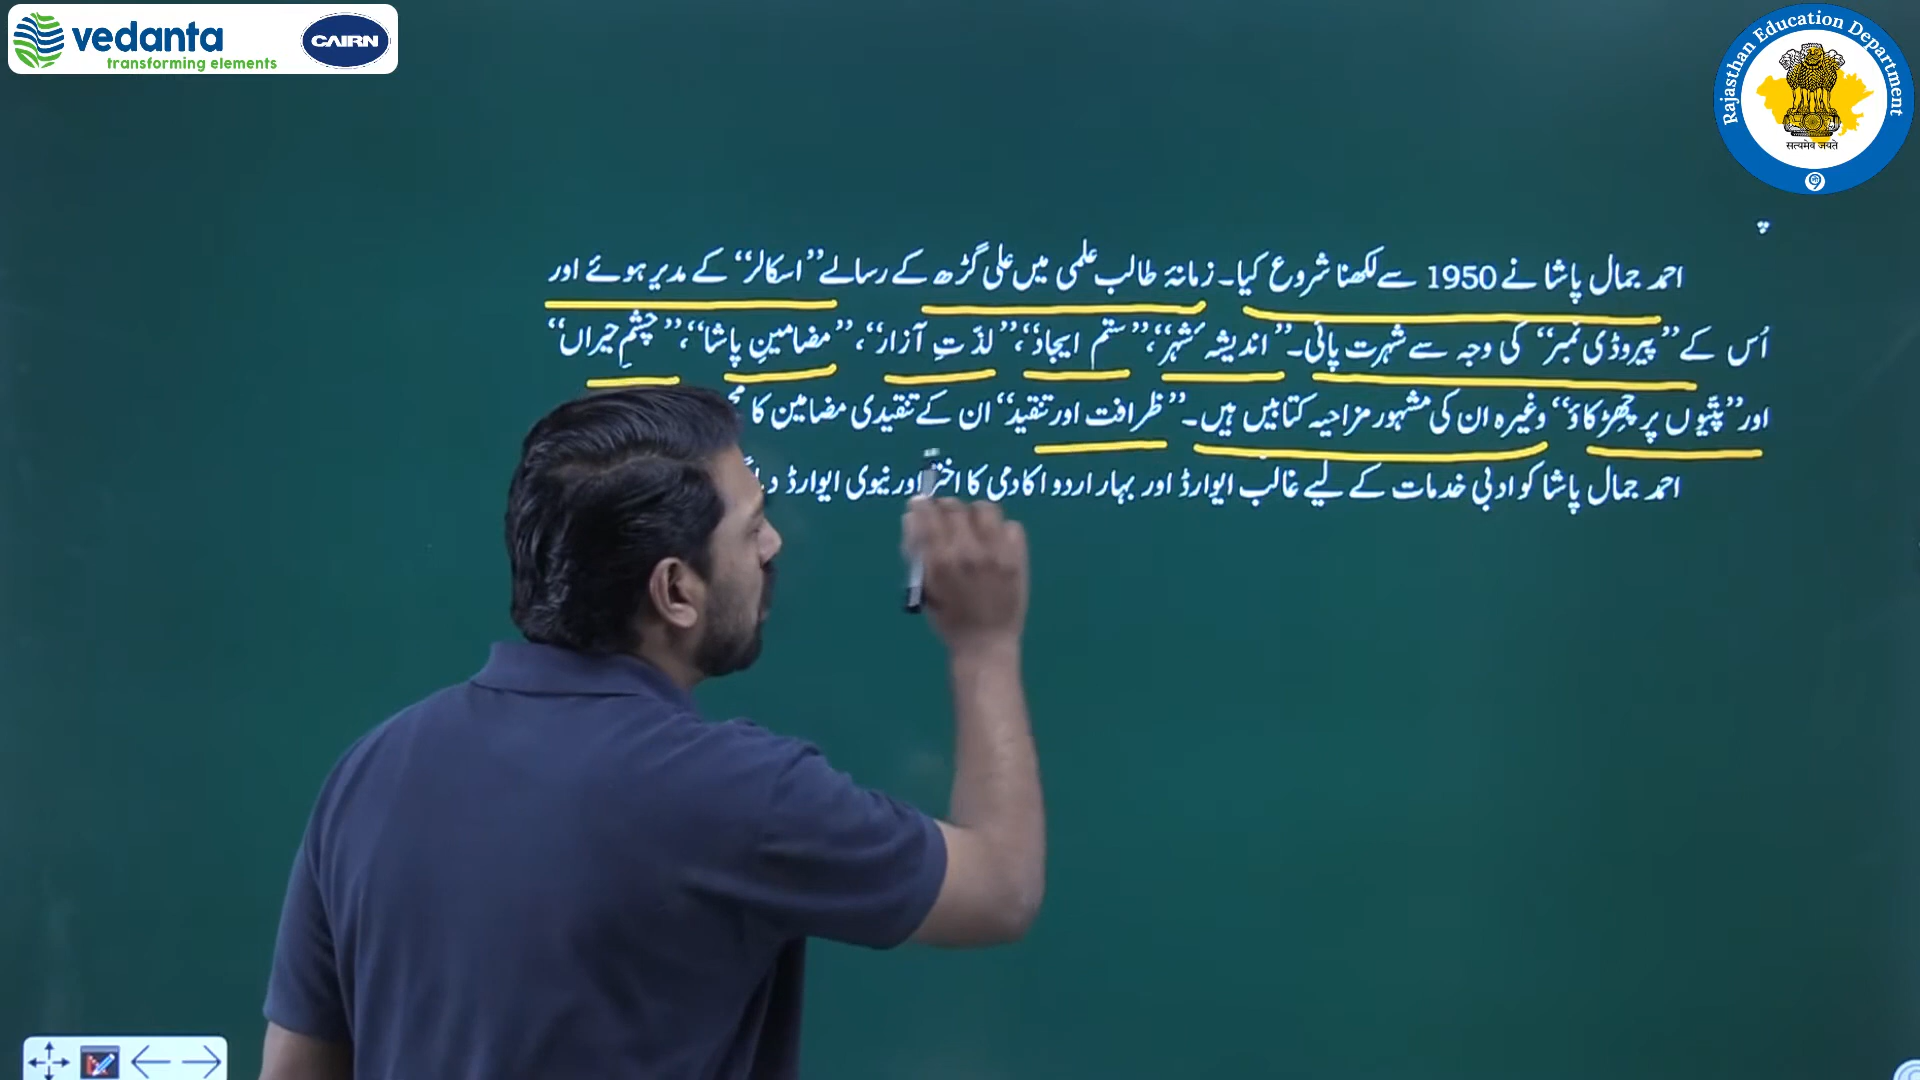 vedanta
transforming elements
CAIRN
Rajasthan Education Department
सत्यमेव जयते
احمد جمال پاشا نے 1950 سے لکھنا شروع کیا۔ زمانۂ طالب علمی میں علی گڑھ کے رسالے ’’اسکالر‘‘ کے مدیر ہوئے اور
اُس کے ’’پیروڈی نمبر‘‘ کی وجہ سے شہرت پائی۔ ’’اندیشۂ شہر‘‘، ’’ستم ایجاد‘‘، ’’لذّتِ آزار‘‘، ’’مضامینِ پاشا‘‘، ’’چشمِ حیراں‘‘
اور ’’پتّیوں پر چھڑکاؤ‘‘ وغیرہ ان کی مشہور مزاحیہ کتابیں ہیں۔ ’’ظرافت اور تنقید‘‘ ان کے تنقیدی مضامین کا
احمد جمال پاشا کو ادبی خدمات کے لیے غالب ایوارڈ اور بہار اردو اکادمی کا اختر اورنیوی ایوارڈ